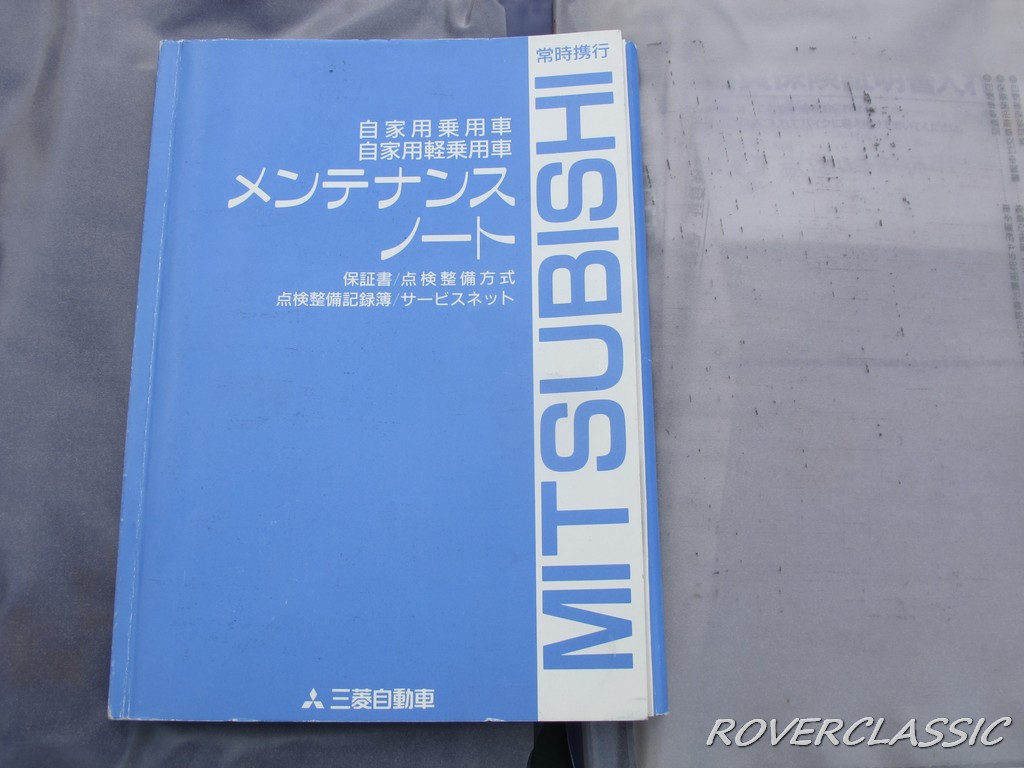 常時携行
自家用乗用車
自家用軽乗用車
メンテナンス
ノート
保証書/点検整備方式
点検整備記録簿/サービスネット
MITSUBISHI
三菱自動車
ROVERCLASSIC